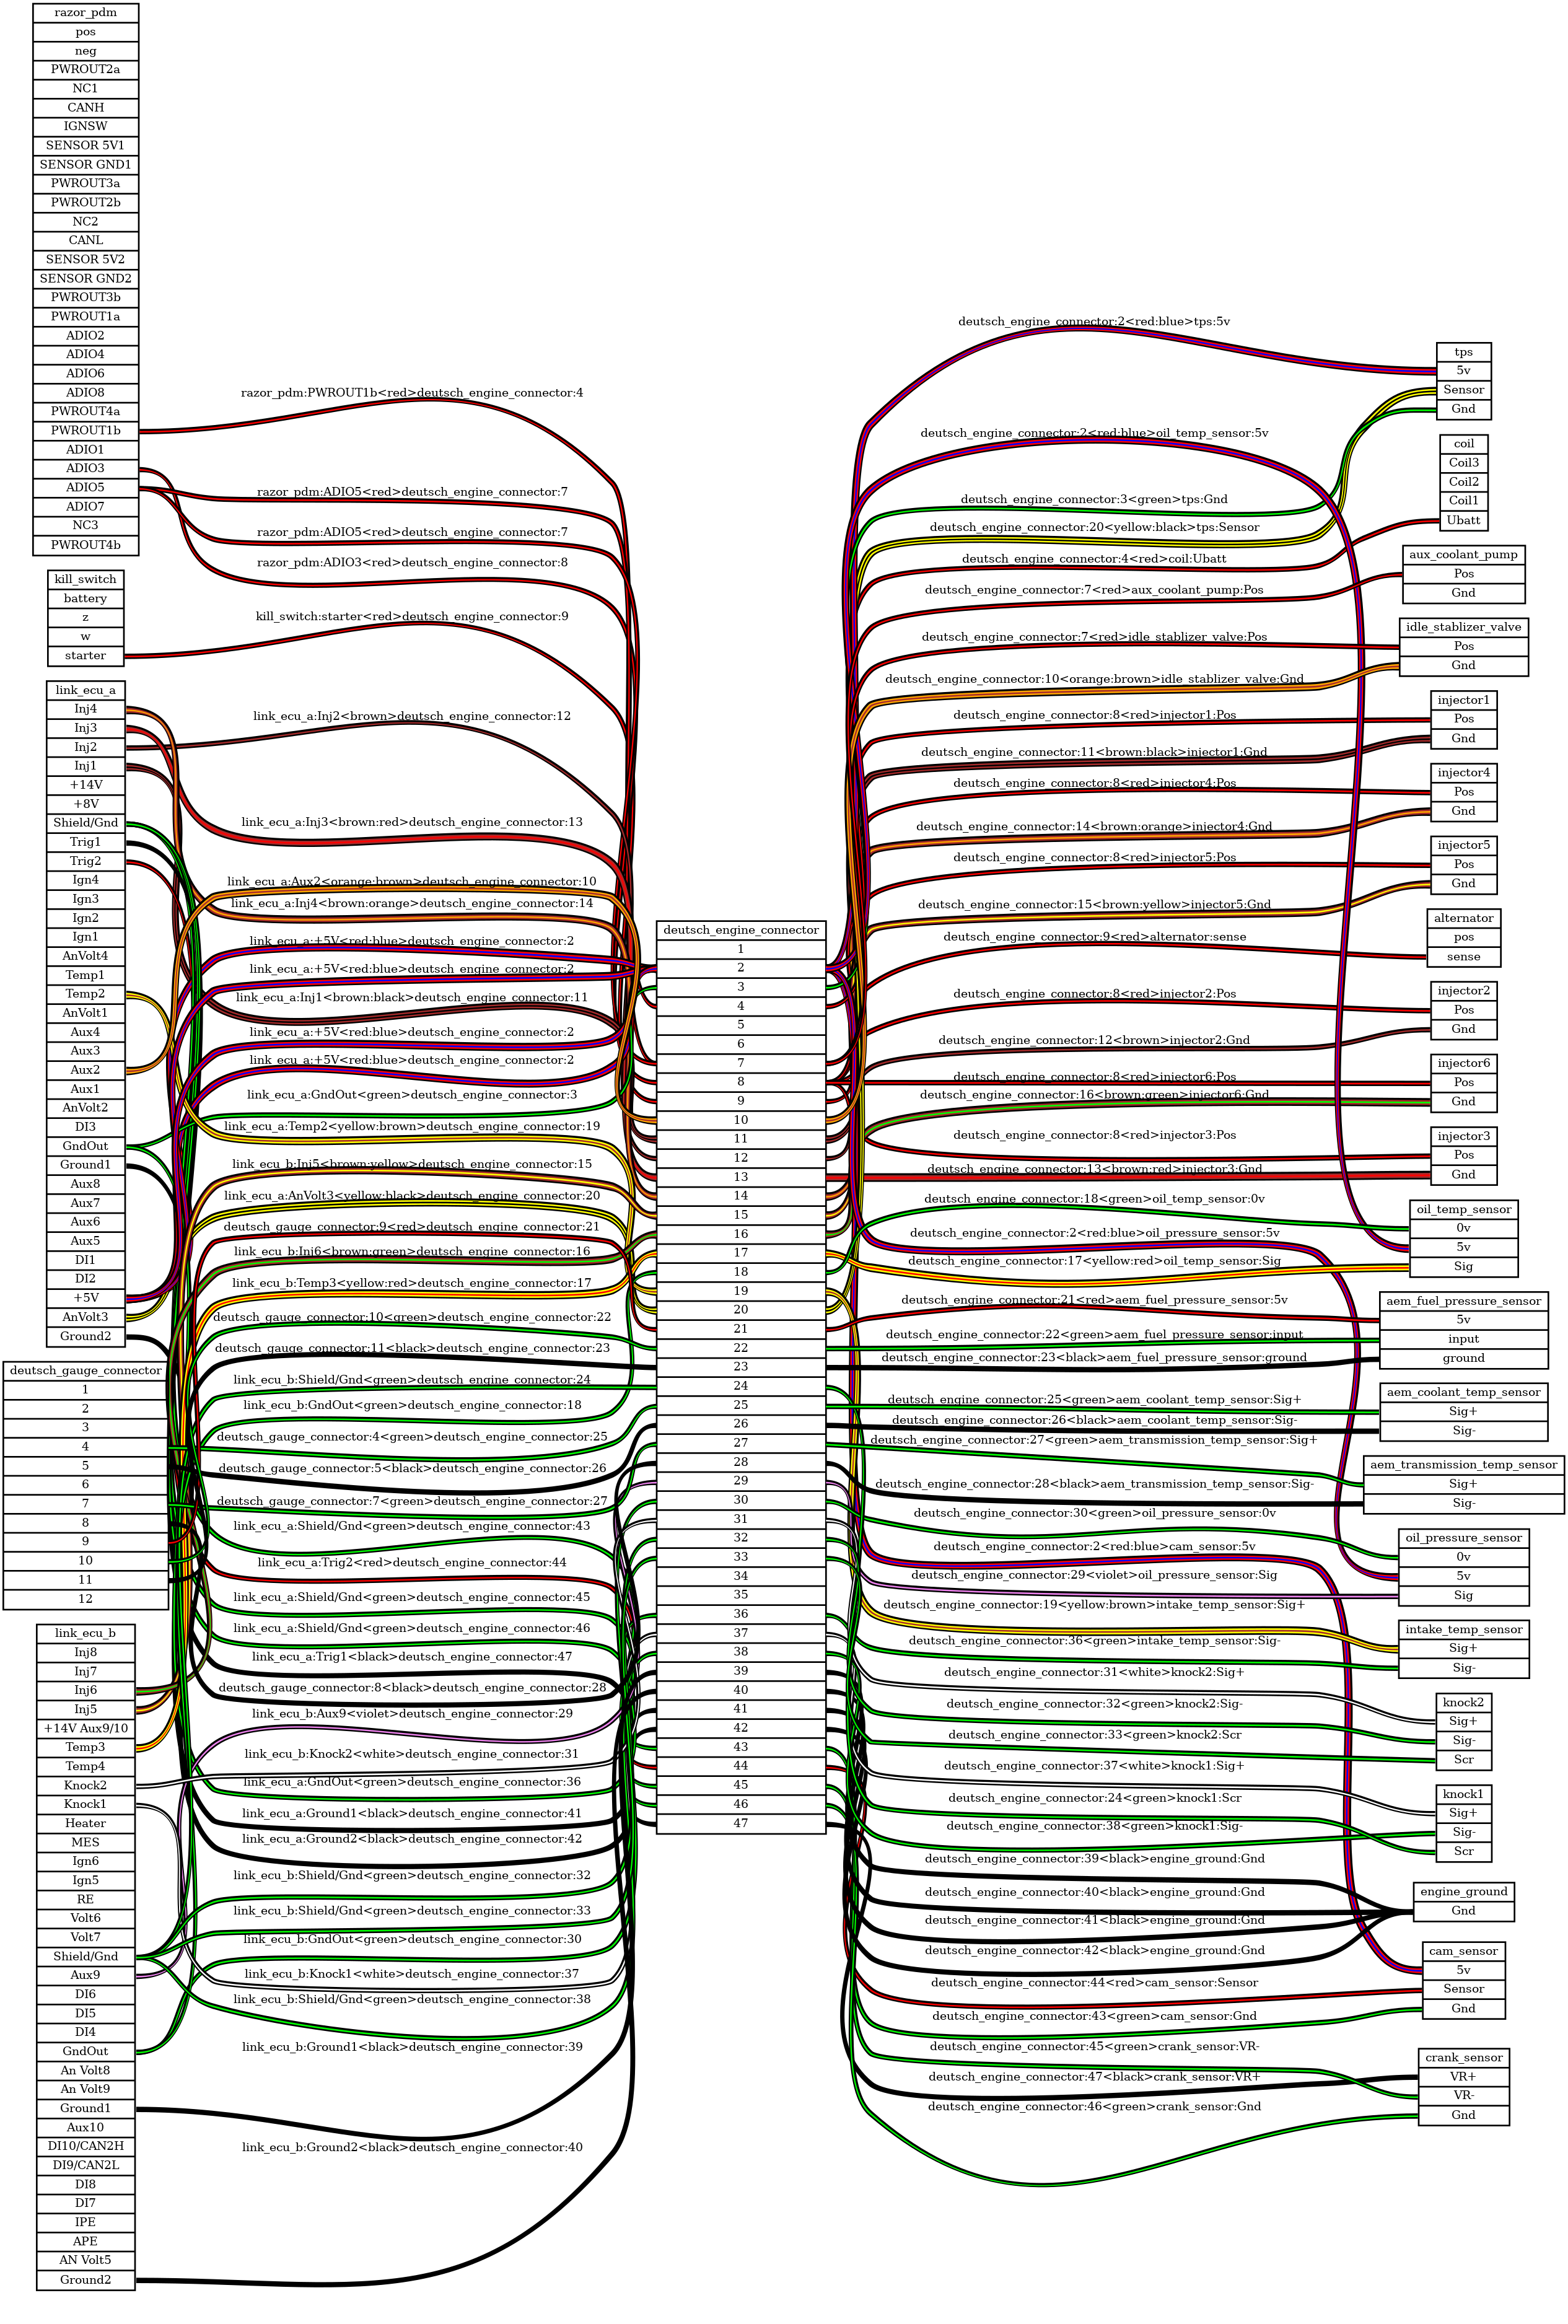 razor_pdm
pos
neg
PWROUT2a
NC1
CANH
IGNSW
SENSOR 5V1
SENSOR GND1
PWROUT3a
PWROUT2b
NC2
CANL
SENSOR 5V2
SENSOR GND2
PWROUT3b
PWROUT1a
ADIO2
ADIO4
ADIO6
ADIO8
PWROUT4a
PWROUT1b
ADIO1
ADIO3
ADIO5
ADIO7
NC3
PWROUT4b
kill_switch
battery
z
w
starter
link_ecu_a
Inj4
Inj3
Inj2
Inj1
+14V
+8V
Shield/Gnd
Trig1
Trig2
Ign4
Ign3
Ign2
Ign1
AnVolt4
Temp1
Temp2
AnVolt1
Aux4
Aux3
Aux2
Aux1
AnVolt2
DI3
GndOut
Ground1
Aux8
Aux7
Aux6
Aux5
DI1
DI2
+5V
AnVolt3
Ground2
deutsch_gauge_connector
1
2
3
4
5
6
7
8
9
10
11
12
link_ecu_b
Inj8
Inj7
Inj6
Inj5
+14V Aux9/10
Temp3
Temp4
Knock2
Knock1
Heater
MES
Ign6
Ign5
RE
Volt6
Volt7
Shield/Gnd
Aux9
DI6
DI5
DI4
GndOut
An Volt8
An Volt9
Ground1
Aux10
DI10/CAN2H
DI9/CAN2L
DI8
DI7
IPE
APE
AN Volt5
Ground2
razor_pdm:PWROUT1b<red>deutsch_engine_connector:4
razor_pdm:ADIO5<red>deutsch_engine_connector:7
razor_pdm:ADIO5<red>deutsch_engine_connector:7
razor_pdm:ADIO3<red>deutsch_engine_connector:8
kill_switch:starter<red>deutsch_engine_connector:9
link_ecu_a:Inj2<brown>deutsch_engine_connector:12
link_ecu_a:Inj3<brown:red>deutsch_engine_connector:13
link_ecu_a:Aux2<orange:brown>deutsch_engine_connector:10
link_ecu_a:Inj4<brown:orange>deutsch_engine_connector:14
link_ecu_a:+5V<red:blue>deutsch_engine_connector:2
link_ecu_a:+5V<red:blue>deutsch_engine_connector:2
link_ecu_a:Inj1<brown:black>deutsch_engine_connector:11
link_ecu_a:+5V<red:blue>deutsch_engine_connector:2
link_ecu_a:+5V<red:blue>deutsch_engine_connector:2
link_ecu_a:GndOut<green>deutsch_engine_connector:3
link_ecu_a:Temp2<yellow:brown>deutsch_engine_connector:19
link_ecu_b:Inj5<brown:yellow>deutsch_engine_connector:15
link_ecu_a:AnVolt3<yellow:black>deutsch_engine_connector:20
deutsch_gauge_connector:9<red>deutsch_engine_connector:21
link_ecu_b:Inj6<brown:green>deutsch_engine_connector:16
link_ecu_b:Temp3<yellow:red>deutsch_engine_connector:17
deutsch_gauge_connector:10<green>deutsch_engine_connector:22
deutsch_gauge_connector:11<black>deutsch_engine_connector:23
link_ecu_b:Shield/Gnd<green>deutsch_engine_connector:24
link_ecu_b:GndOut<green>deutsch_engine_connector:18
deutsch_gauge_connector:4<green>deutsch_engine_connector:25
deutsch_gauge_connector:5<black>deutsch_engine_connector:26
deutsch_gauge_connector:7<green>deutsch_engine_connector:27
link_ecu_a:Shield/Gnd<green>deutsch_engine_connector:43
link_ecu_a:Trig2<red>deutsch_engine_connector:44
link_ecu_a:Shield/Gnd<green>deutsch_engine_connector:45
link_ecu_a:Shield/Gnd<green>deutsch_engine_connector:46
link_ecu_a:Trig1<black>deutsch_engine_connector:47
deutsch_gauge_connector:8<black>deutsch_engine_connector:28
link_ecu_b:Aux9<violet>deutsch_engine_connector:29
link_ecu_b:Knock2<white>deutsch_engine_connector:31
link_ecu_a:GndOut<green>deutsch_engine_connector:36
link_ecu_a:Ground1<black>deutsch_engine_connector:41
link_ecu_a:Ground2<black>deutsch_engine_connector:42
link_ecu_b:Shield/Gnd<green>deutsch_engine_connector:32
link_ecu_b:Shield/Gnd<green>deutsch_engine_connector:33
link_ecu_b:GndOut<green>deutsch_engine_connector:30
link_ecu_b:Knock1<white>deutsch_engine_connector:37
link_ecu_b:Shield/Gnd<green>deutsch_engine_connector:38
link_ecu_b:Ground1<black>deutsch_engine_connector:39
link_ecu_b:Ground2<black>deutsch_engine_connector:40
deutsch_engine_connector
1
2
3
4
5
6
7
8
9
10
11
12
13
14
15
16
17
18
19
20
21
22
23
24
25
26
27
28
29
30
31
32
33
34
35
36
37
38
39
40
41
42
43
44
45
46
47
deutsch_engine_connector:2<red:blue>tps:5v
deutsch_engine_connector:2<red:blue>oil_temp_sensor:5v
deutsch_engine_connector:3<green>tps:Gnd
deutsch_engine_connector:20<yellow:black>tps:Sensor
deutsch_engine_connector:4<red>coil:Ubatt
deutsch_engine_connector:7<red>aux_coolant_pump:Pos
deutsch_engine_connector:7<red>idle_stablizer_valve:Pos
deutsch_engine_connector:10<orange:brown>idle_stablizer_valve:Gnd
deutsch_engine_connector:8<red>injector1:Pos
deutsch_engine_connector:11<brown:black>injector1:Gnd
deutsch_engine_connector:8<red>injector4:Pos
deutsch_engine_connector:14<brown:orange>injector4:Gnd
deutsch_engine_connector:8<red>injector5:Pos
deutsch_engine_connector:15<brown:yellow>injector5:Gnd
deutsch_engine_connector:9<red>alternator:sense
deutsch_engine_connector:8<red>injector2:Pos
deutsch_engine_connector:12<brown>injector2:Gnd
deutsch_engine_connector:8<red>injector6:Pos
deutsch_engine_connector:16<brown:green>injector6:Gnd
deutsch_engine_connector:8<red>injector3:Pos
deutsch_engine_connector:13<brown:red>injector3:Gnd
deutsch_engine_connector:18<green>oil_temp_sensor:0v
deutsch_engine_connector:2<red:blue>oil_pressure_sensor:5v
deutsch_engine_connector:17<yellow:red>oil_temp_sensor:Sig
deutsch_engine_connector:21<red>aem_fuel_pressure_sensor:5v
deutsch_engine_connector:22<green>aem_fuel_pressure_sensor:input
deutsch_engine_connector:23<black>aem_fuel_pressure_sensor:ground
deutsch_engine_connector:25<green>aem_coolant_temp_sensor:Sig+
deutsch_engine_connector:26<black>aem_coolant_temp_sensor:Sig-
deutsch_engine_connector:27<green>aem_transmission_temp_sensor:Sig+
deutsch_engine_connector:28<black>aem_transmission_temp_sensor:Sig-
deutsch_engine_connector:30<green>oil_pressure_sensor:0v
deutsch_engine_connector:2<red:blue>cam_sensor:5v
deutsch_engine_connector:29<violet>oil_pressure_sensor:Sig
deutsch_engine_connector:19<yellow:brown>intake_temp_sensor:Sig+
deutsch_engine_connector:36<green>intake_temp_sensor:Sig-
deutsch_engine_connector:31<white>knock2:Sig+
deutsch_engine_connector:32<green>knock2:Sig-
deutsch_engine_connector:33<green>knock2:Scr
deutsch_engine_connector:37<white>knock1:Sig+
deutsch_engine_connector:24<green>knock1:Scr
deutsch_engine_connector:38<green>knock1:Sig-
deutsch_engine_connector:39<black>engine_ground:Gnd
deutsch_engine_connector:40<black>engine_ground:Gnd
deutsch_engine_connector:41<black>engine_ground:Gnd
deutsch_engine_connector:42<black>engine_ground:Gnd
deutsch_engine_connector:44<red>cam_sensor:Sensor
deutsch_engine_connector:43<green>cam_sensor:Gnd
deutsch_engine_connector:45<green>crank_sensor:VR-
deutsch_engine_connector:47<black>crank_sensor:VR+
deutsch_engine_connector:46<green>crank_sensor:Gnd
tps
5v
Sensor
Gnd
coil
Coil3
Coil2
Coil1
Ubatt
aux_coolant_pump
Pos
Gnd
idle_stablizer_valve
Pos
Gnd
injector1
Pos
Gnd
injector4
Pos
Gnd
injector5
Pos
Gnd
alternator
pos
sense
injector2
Pos
Gnd
injector6
Pos
Gnd
injector3
Pos
Gnd
oil_temp_sensor
0v
5v
Sig
aem_fuel_pressure_sensor
5v
input
ground
aem_coolant_temp_sensor
Sig+
Sig-
aem_transmission_temp_sensor
Sig+
Sig-
oil_pressure_sensor
0v
5v
Sig
intake_temp_sensor
Sig+
Sig-
knock2
Sig+
Sig-
Scr
knock1
Sig+
Sig-
Scr
engine_ground
Gnd
cam_sensor
5v
Sensor
Gnd
crank_sensor
VR+
VR-
Gnd